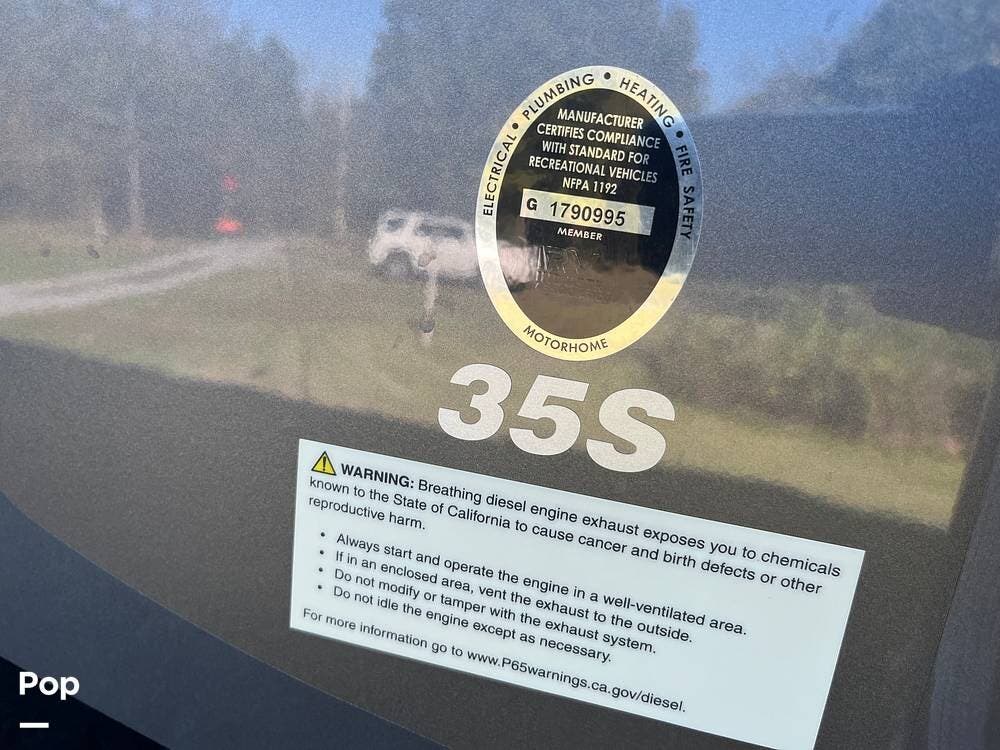 ELECTRICAL • PLUMBING • HEATING • FIRE SAFETY
MANUFACTURER
CERTIFIES COMPLIANCE
WITH STANDARD FOR
RECREATIONAL VEHICLES
NFPA 1192
G 1790995
MEMBER
MOTORHOME
35S
WARNING: Breathing diesel engine exhaust exposes you to chemicals
known to the State of California to cause cancer and birth defects or other
reproductive harm.
• Always start and operate the engine in a well-ventilated area.
• If in an enclosed area, vent the exhaust to the outside.
• Do not modify or tamper with the exhaust system.
• Do not idle the engine except as necessary.
For more information go to www.P65warnings.ca.gov/diesel.
Pop